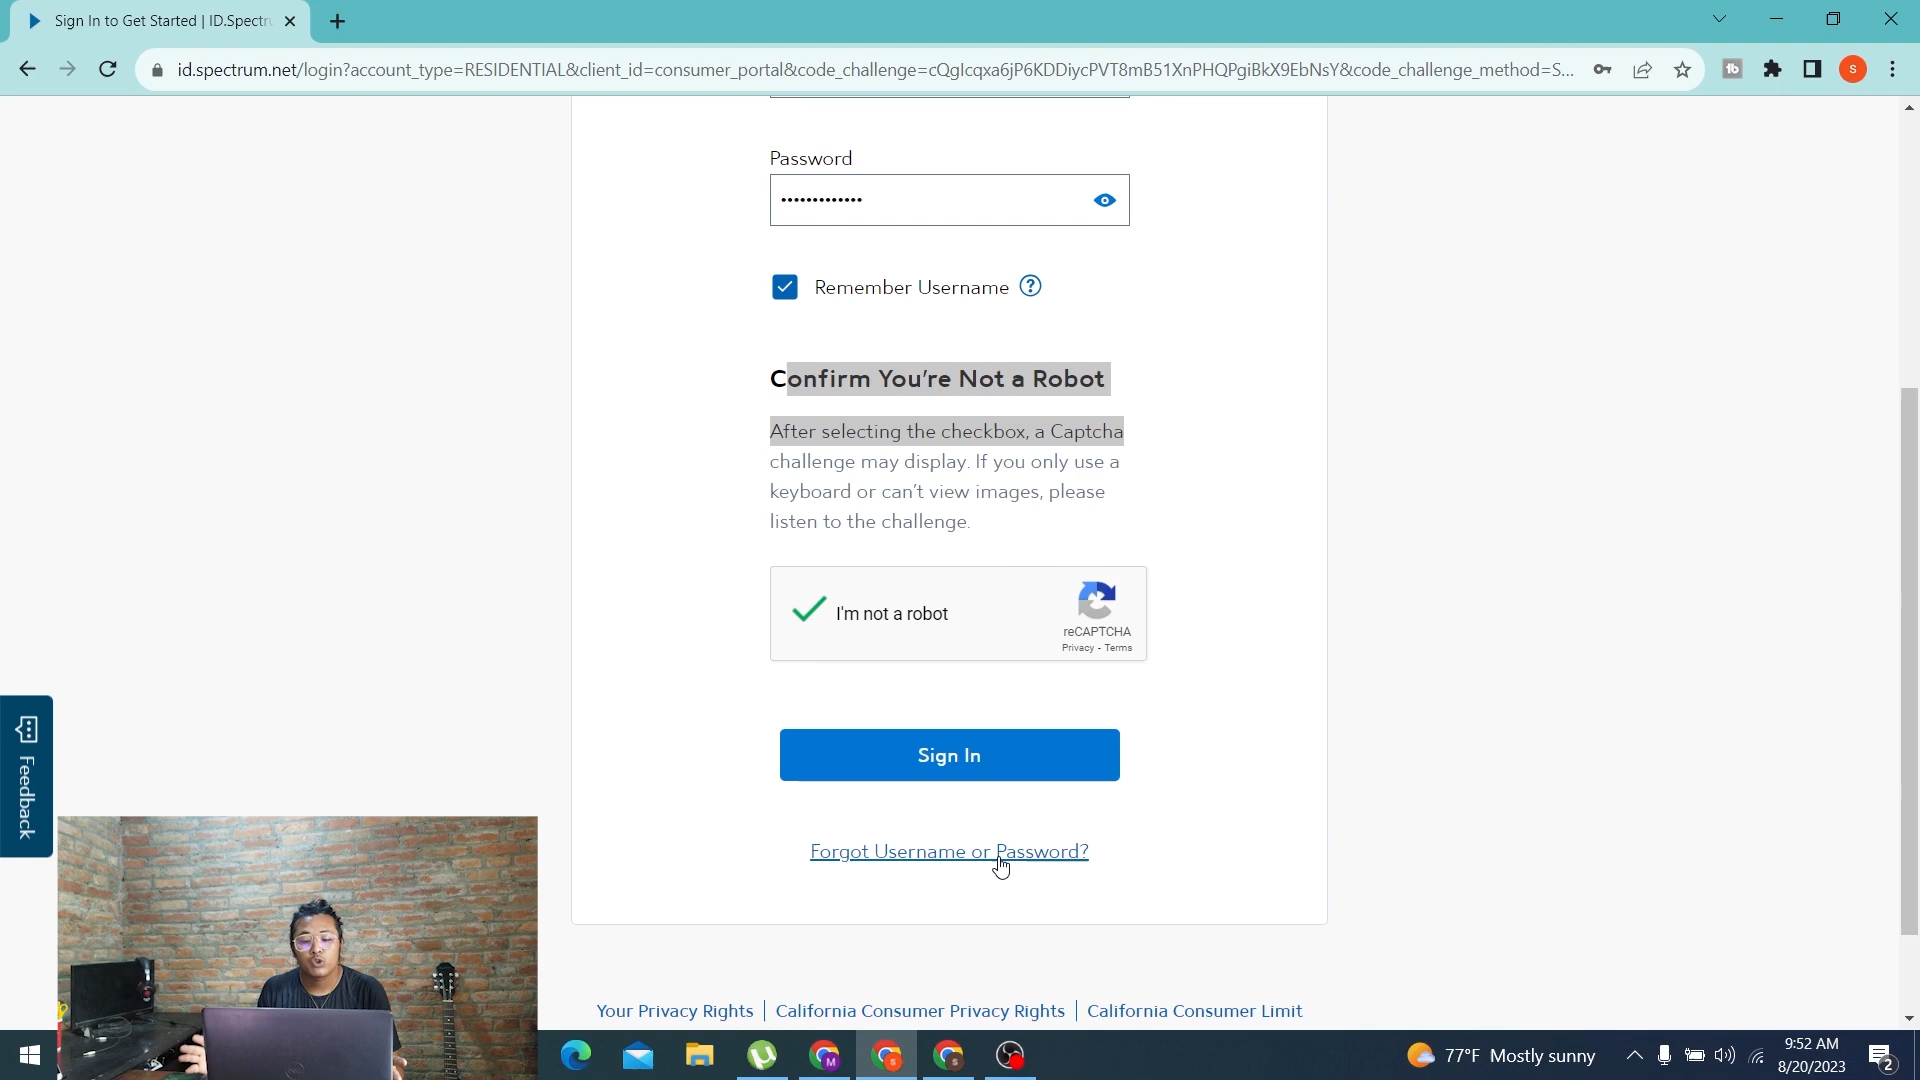 Sign In to Get Started | ID.Spectru
id.spectrum.net/login?account_type=RESIDENTIAL&client_id=consumer_portal&code_challenge=cQgIcqxa6jP6KDDiycPVT8mB51XnPHQPgiBkX9EbNsY&code_challenge_method=S...
Password
•••••••••••••
Remember Username
Confirm You're Not a Robot
After selecting the checkbox, a Captcha
challenge may display. If you only use a
keyboard or can't view images, please
listen to the challenge.
I'm not a robot
reCAPTCHA
Privacy - Terms
Sign In
Feedback
Forgot Username or Password?
Your Privacy Rights | California Consumer Privacy Rights | California Consumer Limit
77°F Mostly sunny
9:52 AM
8/20/2023
2